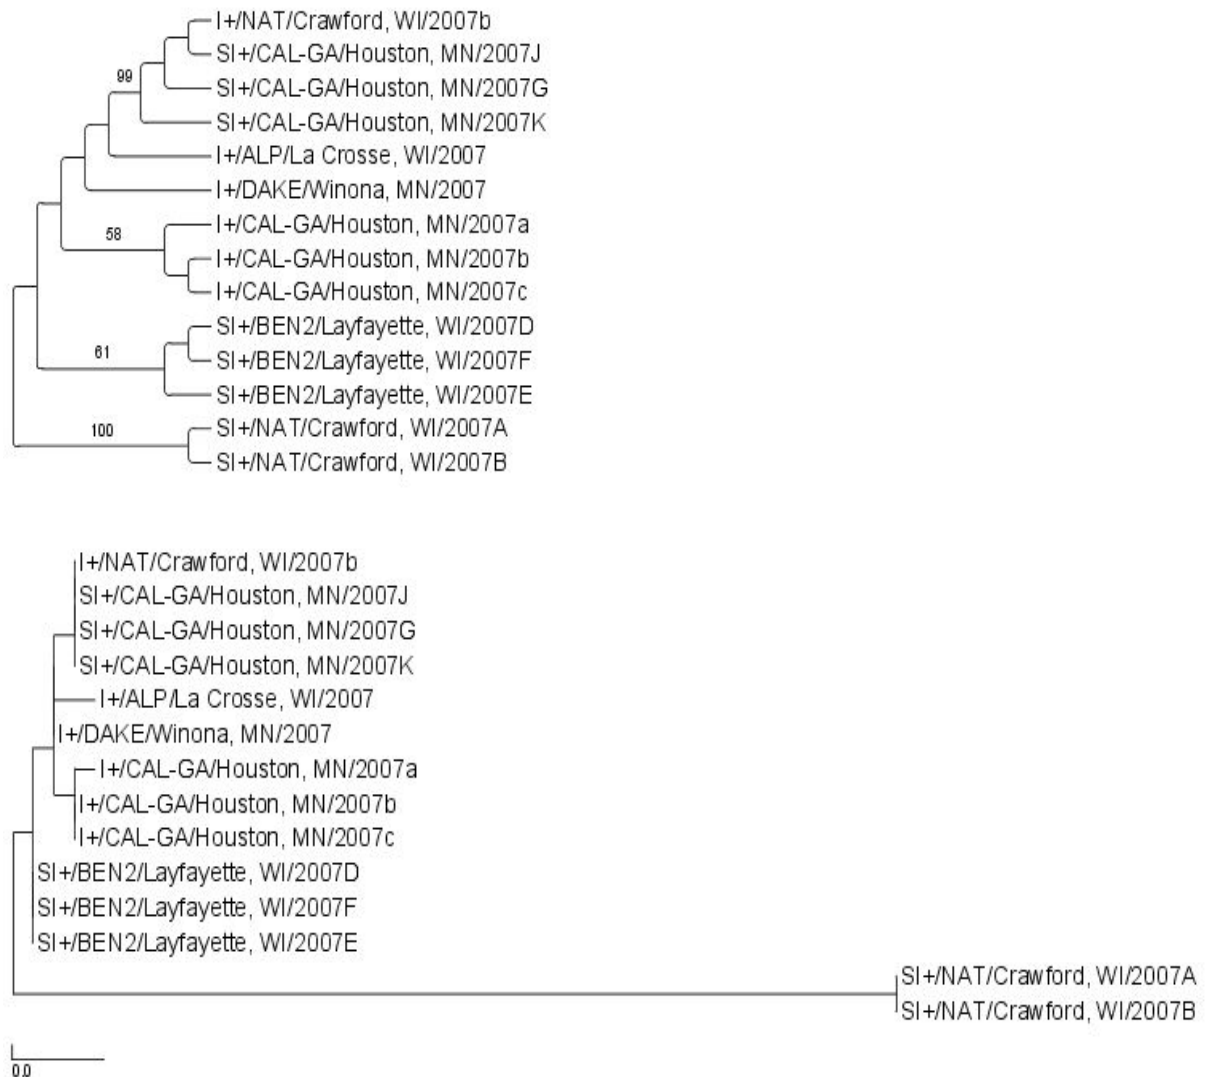 I+/NAT/Crawford, WI/2007b
SI+/CAL-GA/Houston, MN/2007J
99
SI+/CAL-GA/Houston, MN/2007G
SI+/CAL-GA/Houston, MN/2007K
I+/ALP/La Crosse, WI/2007
I+/DAKE/Winona, MN/2007
I+/CAL-GA/Houston, MN/2007a
58
I+/CAL-GA/Houston, MN/2007b
I+/CAL-GA/Houston, MN/2007c
SI+/BEN2/Layfayette, WI/2007D
61
SI+/BEN2/Layfayette, WI/2007F
SI+/BEN2/Layfayette, WI/2007E
SI+/NAT/Crawford, WI/2007A
100
SI+/NAT/Crawford, WI/2007B
I+/NAT/Crawford, WI/2007b
SI+/CAL-GA/Houston, MN/2007J
SI+/CAL-GA/Houston, MN/2007G
SI+/CAL-GA/Houston, MN/2007K
I+/ALP/La Crosse, WI/2007
I+/DAKE/Winona, MN/2007
I+/CAL-GA/Houston, MN/2007a
I+/CAL-GA/Houston, MN/2007b
I+/CAL-GA/Houston, MN/2007c
SI+/BEN2/Layfayette, WI/2007D
SI+/BEN2/Layfayette, WI/2007F
SI+/BEN2/Layfayette, WI/2007E
SI+/NAT/Crawford, WI/2007A
SI+/NAT/Crawford, WI/2007B
0.0